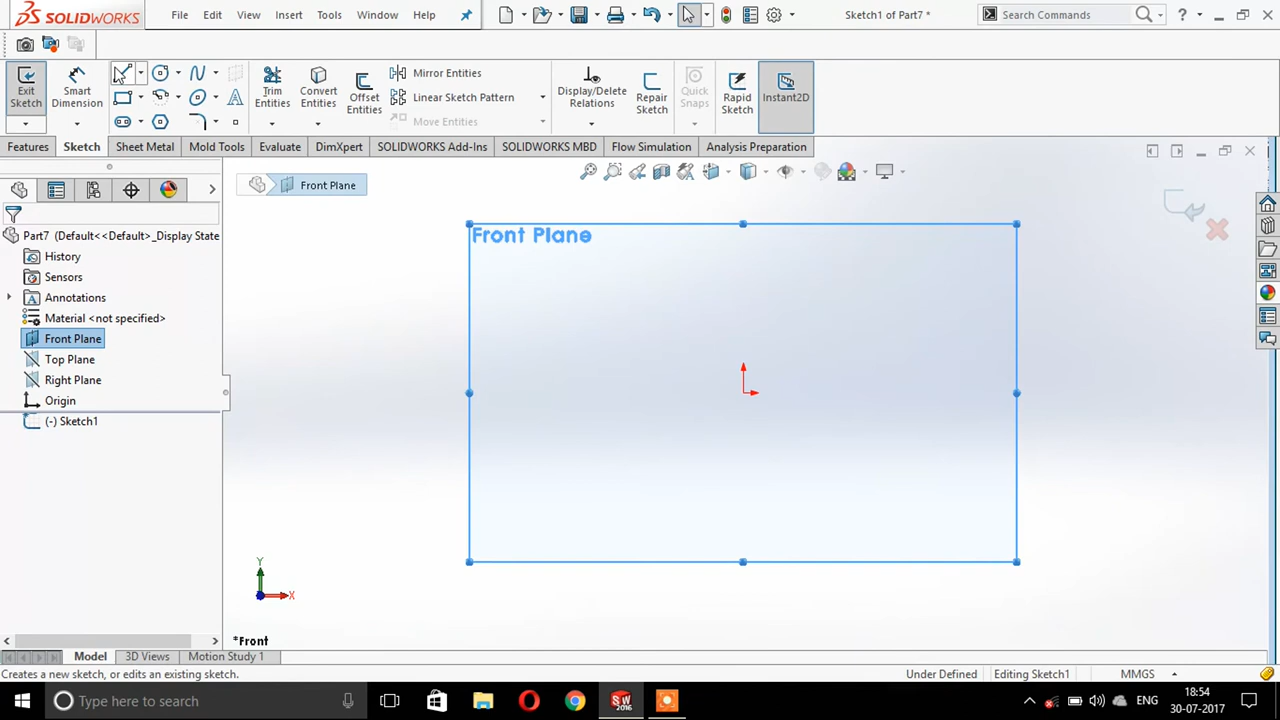 SOLIDWORKS File Edit View Insert Tools Window Help Sketch1 of Part7 * Search Commands ?
Exit Sketch
Smart Dimension
Trim Entities
Convert Entities
Offset Entities
Mirror Entities
Linear Sketch Pattern
Move Entities
Display/Delete Relations
Repair Sketch
Quick Snaps
Rapid Sketch
Instant2D
Features Sketch Sheet Metal Mold Tools Evaluate DimXpert SOLIDWORKS Add-Ins SOLIDWORKS MBD Flow Simulation Analysis Preparation
Front Plane
Part7 (Default<<Default>_Display State
History
Sensors
Annotations
Material <not specified>
Front Plane
Top Plane
Right Plane
Origin
(-) Sketch1
Front Plane
Y
X
*Front
Model 3D Views Motion Study 1
Creates a new sketch, or edits an existing sketch. Under Defined Editing Sketch1 MMGS
Type here to search SW 2016 ENG 18:54
30-07-2017